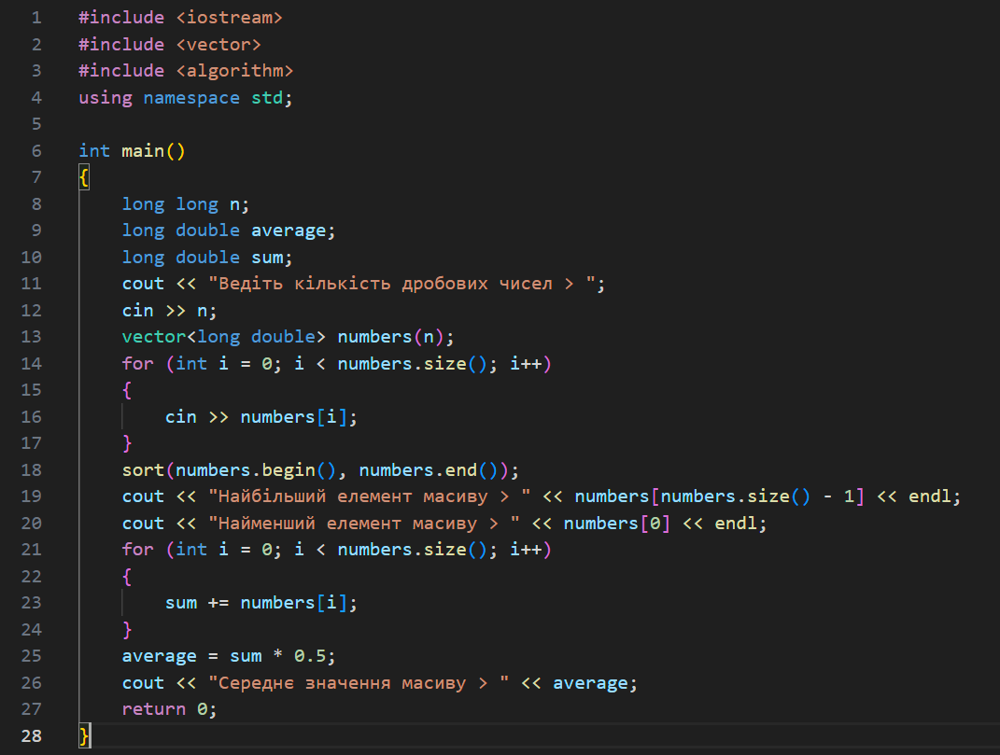 1 #include <iostream>
2 #include <vector>
3 #include <algorithm>
4 using namespace std;
5
6 int main()
7 {
8     long long n;
9     long double average;
10     long double sum;
11     cout << "Ведіть кількість дробових чисел > ";
12     cin >> n;
13     vector<long double> numbers(n);
14     for (int i = 0; i < numbers.size(); i++)
15     {
16         cin >> numbers[i];
17     }
18     sort(numbers.begin(), numbers.end());
19     cout << "Найбільший елемент масиву > " << numbers[numbers.size() - 1] << endl;
20     cout << "Найменший елемент масиву > " << numbers[0] << endl;
21     for (int i = 0; i < numbers.size(); i++)
22     {
23         sum += numbers[i];
24     }
25     average = sum * 0.5;
26     cout << "Середнє значення масиву > " << average;
27     return 0;
28 }